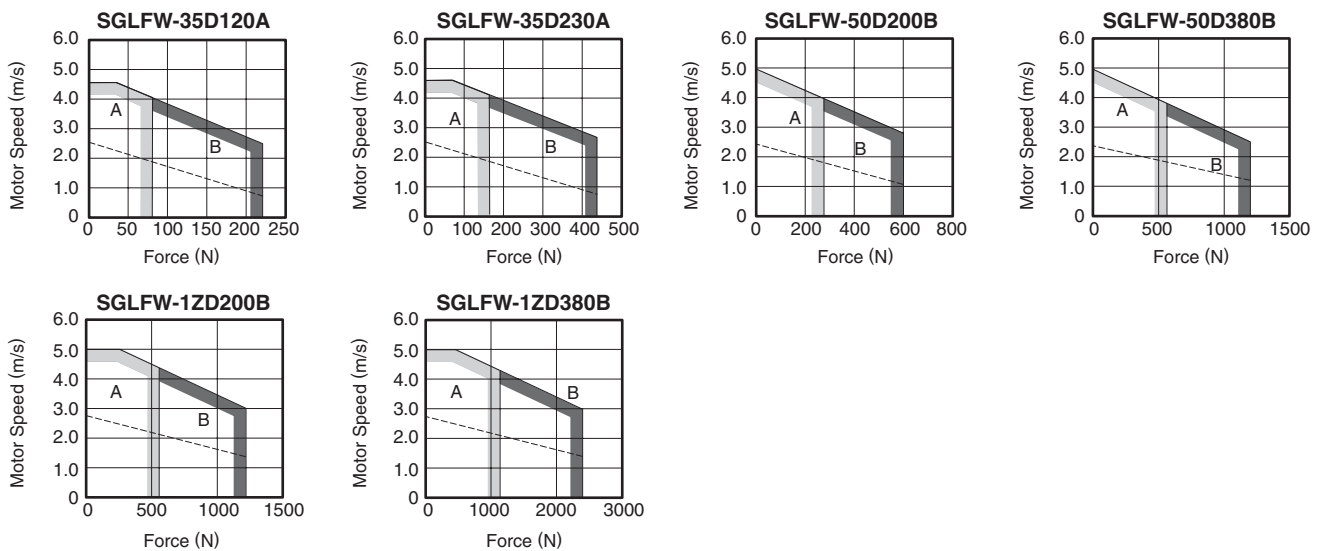 SGLFW-35D120A
6.0
5.0
4.0
3.0
2.0
1.0
0
Motor Speed (m/s)
A
B
0 50 100 150 200 250
Force (N)
SGLFW-35D230A
6.0
5.0
4.0
3.0
2.0
1.0
0
Motor Speed (m/s)
A
B
0 100 200 300 400 500
Force (N)
SGLFW-50D200B
6.0
5.0
4.0
3.0
2.0
1.0
0
Motor Speed (m/s)
A
B
0 200 400 600 800
Force (N)
SGLFW-50D380B
6.0
5.0
4.0
3.0
2.0
1.0
0
Motor Speed (m/s)
A
B
0 500 1000 1500
Force (N)
SGLFW-1ZD200B
6.0
5.0
4.0
3.0
2.0
1.0
0
Motor Speed (m/s)
A
B
0 500 1000 1500
Force (N)
SGLFW-1ZD380B
6.0
5.0
4.0
3.0
2.0
1.0
0
Motor Speed (m/s)
A
B
0 1000 2000 3000
Force (N)